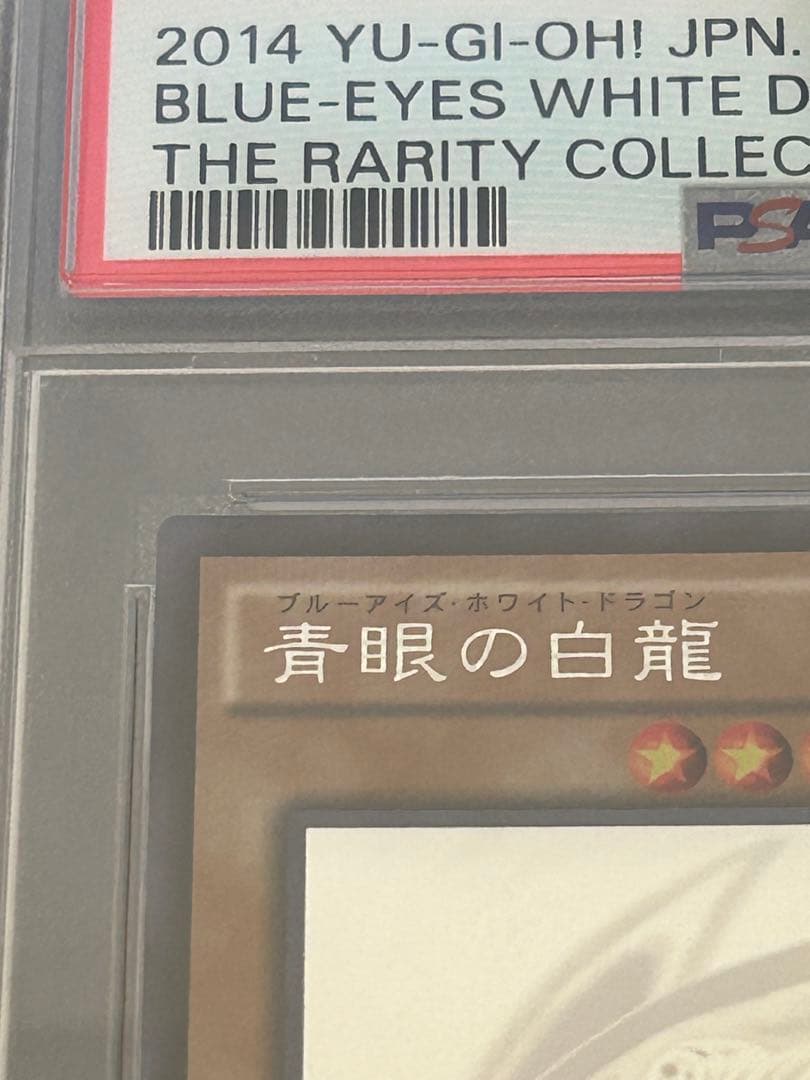 2014 YU-GI-OH! JPN.
BLUE-EYES WHITE D
THE RARITY COLLEC
PSA
ブルーアイズ・ホワイト・ドラゴン
青眼の白龍